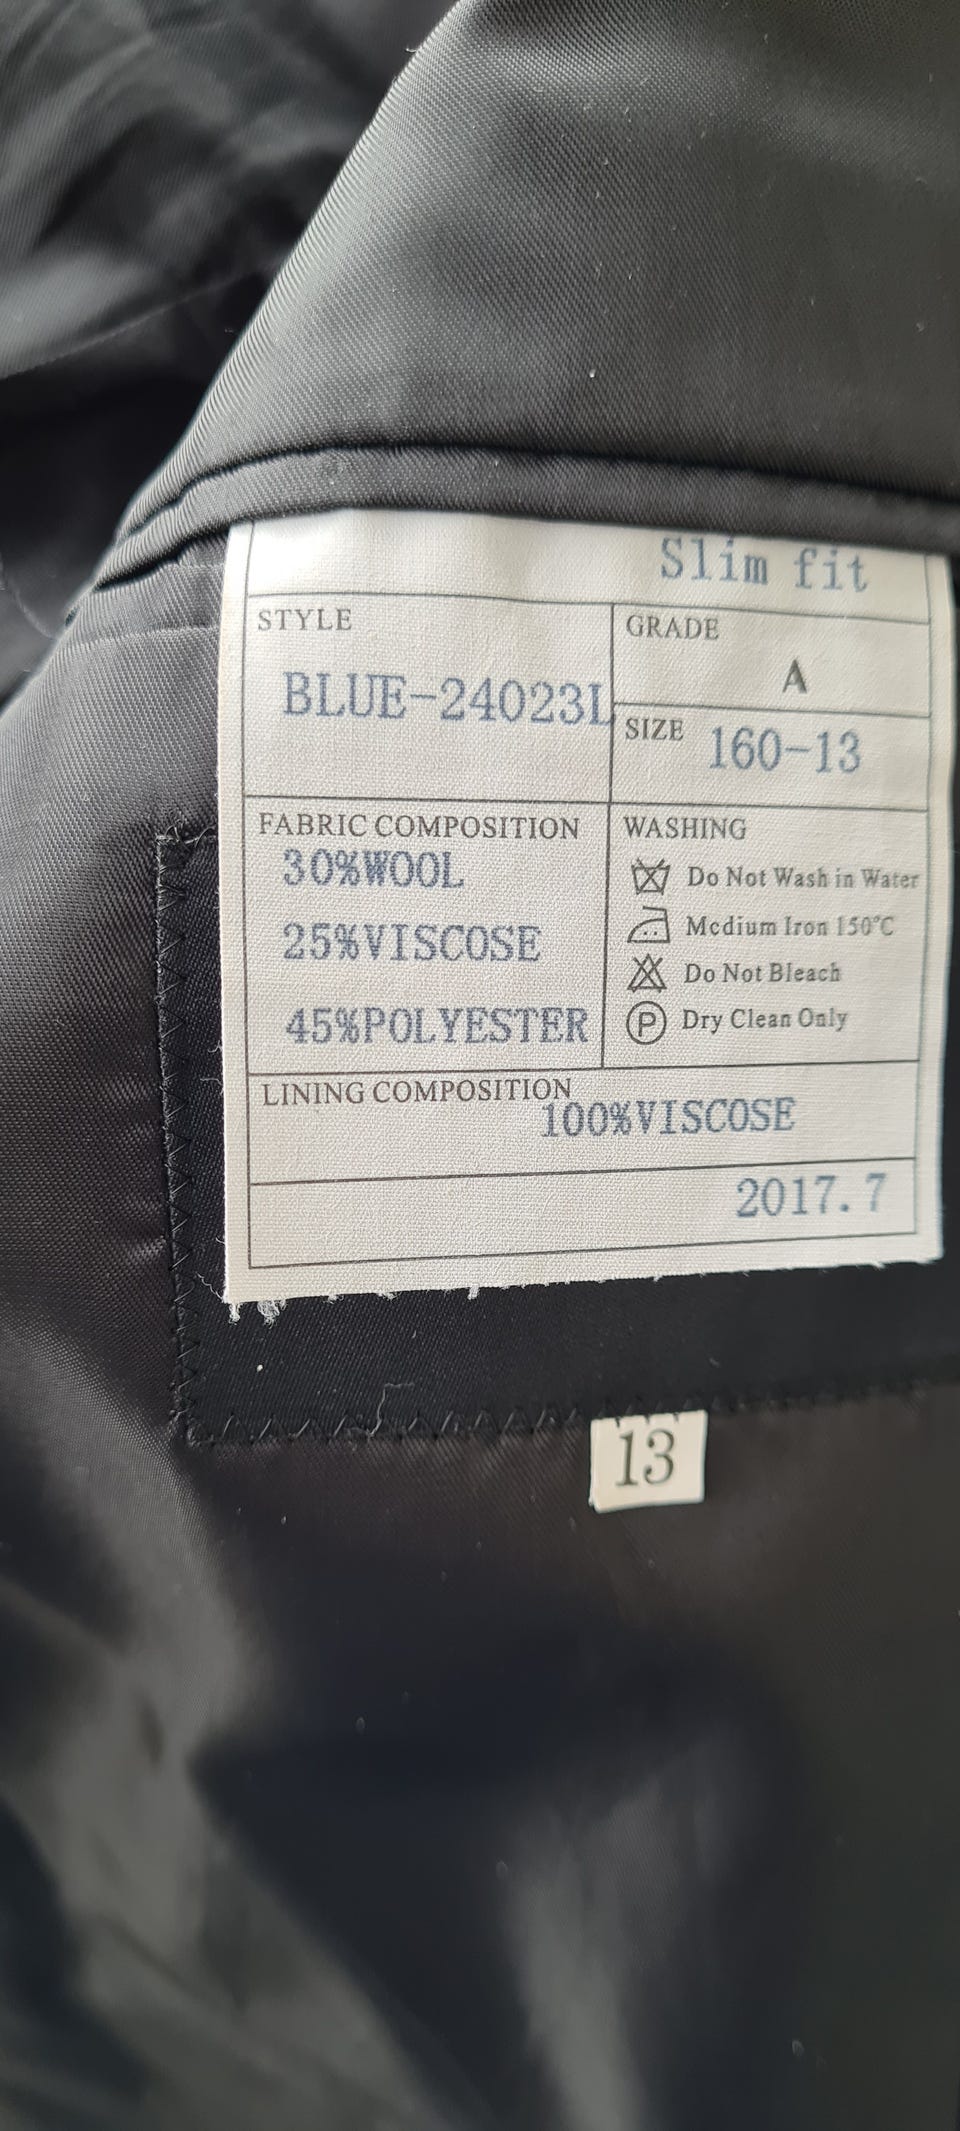 Slim fit
STYLE
BLUE-24023L
GRADE
A
SIZE 160-13
FABRIC COMPOSITION
30%WOOL
25%VISCOSE
45%POLYESTER
WASHING
Do Not Wash in Water
Medium Iron 150°C
Do Not Bleach
P Dry Clean Only
LINING COMPOSITION
100%VISCOSE
2017.7
13